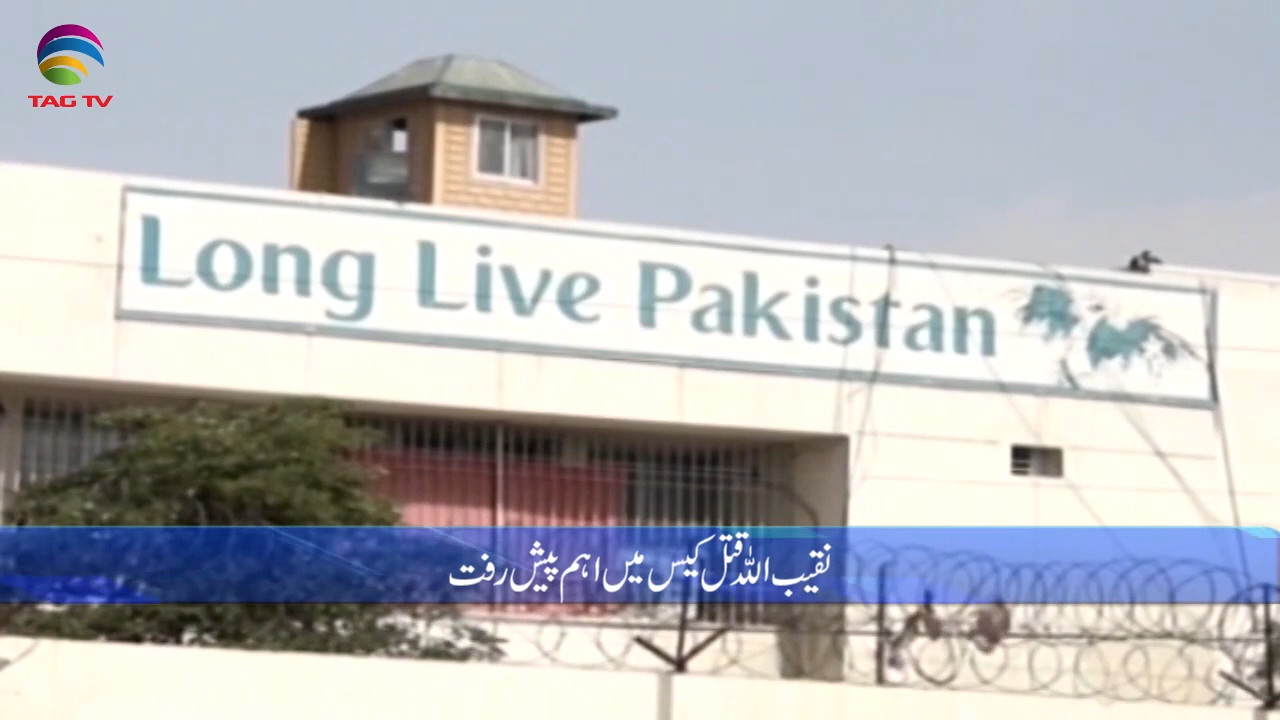 TAG TV
Long Live Pakistan
نقیب اللہ قتل کیس میں اہم پیش رفت